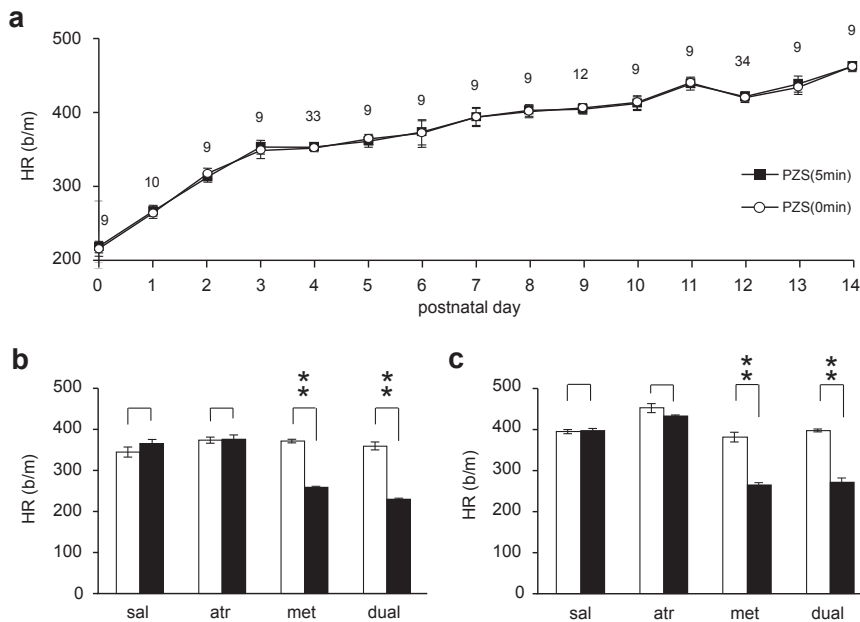 a
500
400
300
200
HR (b/m)
9
10
9
9
33
9
9
9
9
12
9
9
34
9
9
PZS(5min)
PZS(0min)
0 1 2 3 4 5 6 7 8 9 10 11 12 13 14
postnatal day
b
500
400
300
200
100
0
HR (b/m)
** **
sal atr met dual
c
500
400
300
200
100
0
HR (b/m)
** **
sal atr met dual